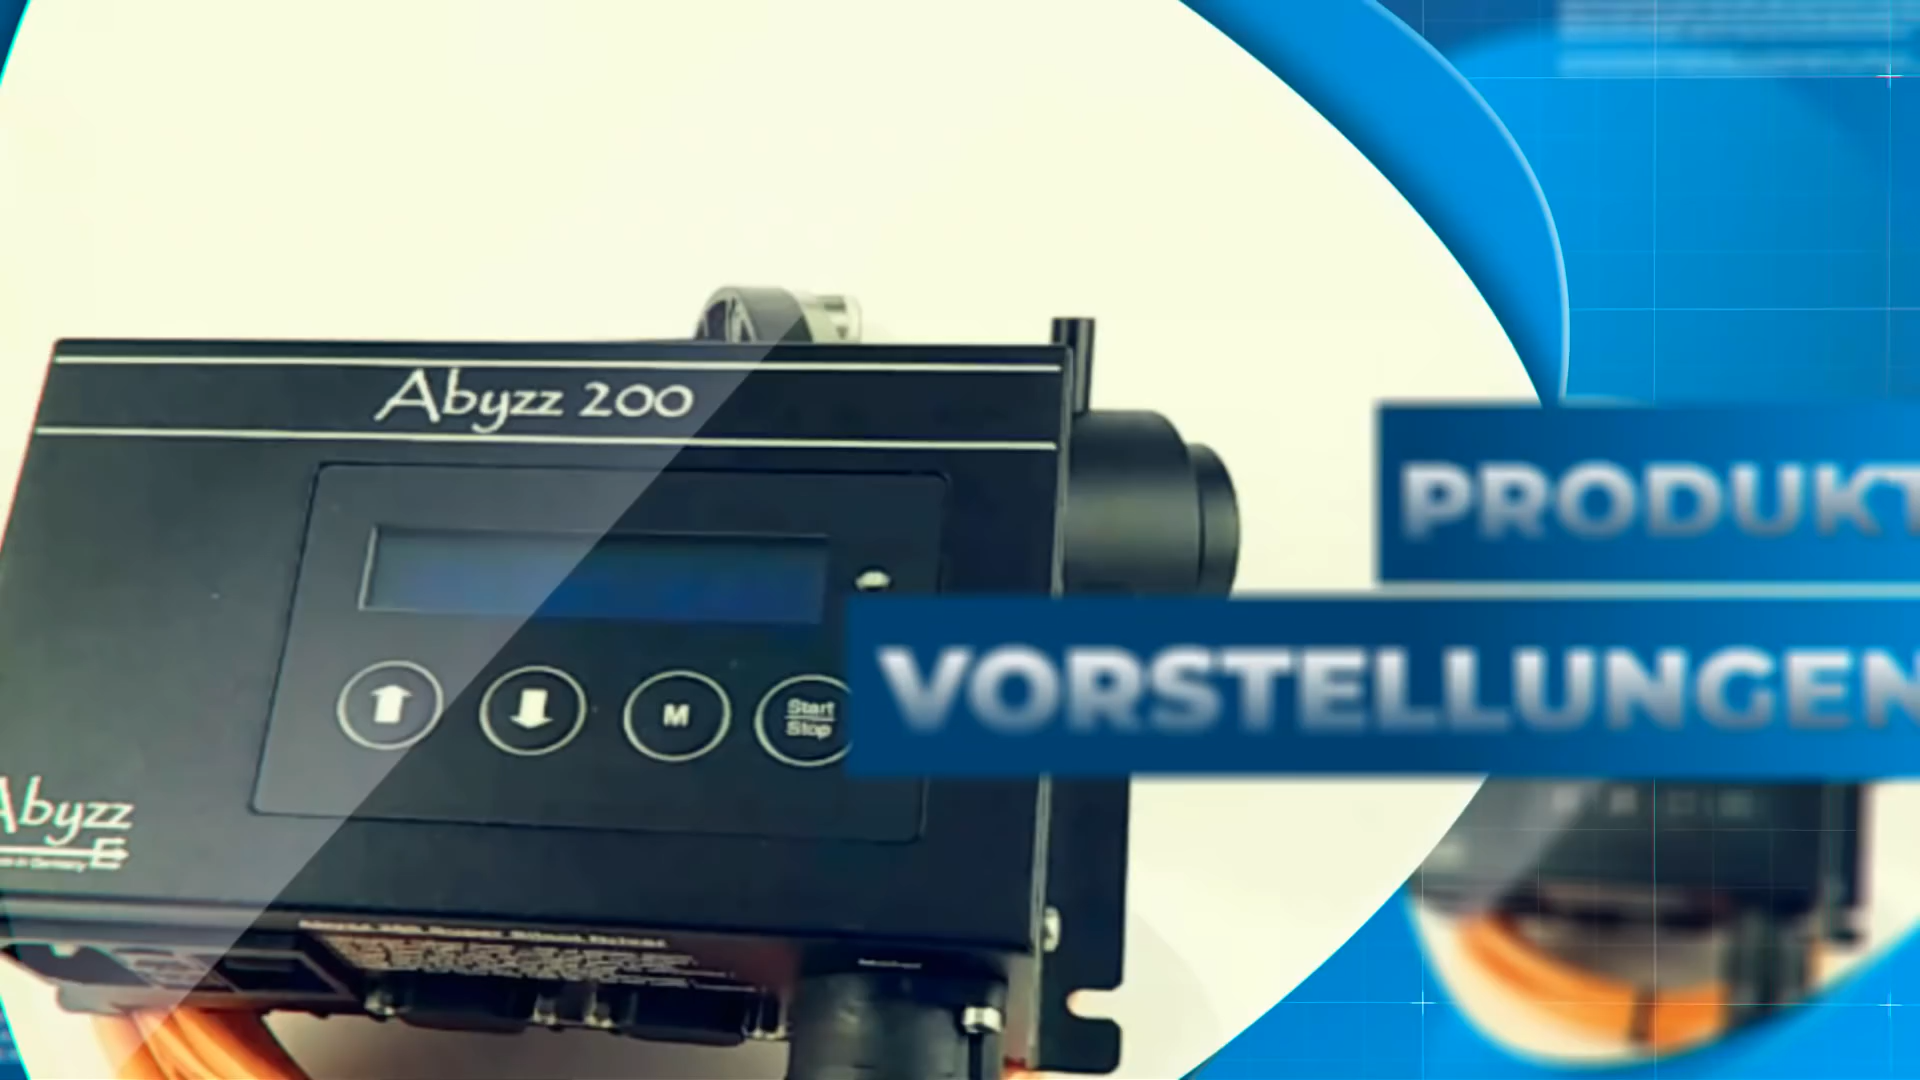 Abyzz 200
PRODUKT
VORSTELLUNGEN
M
Start
Stop
Abyzz